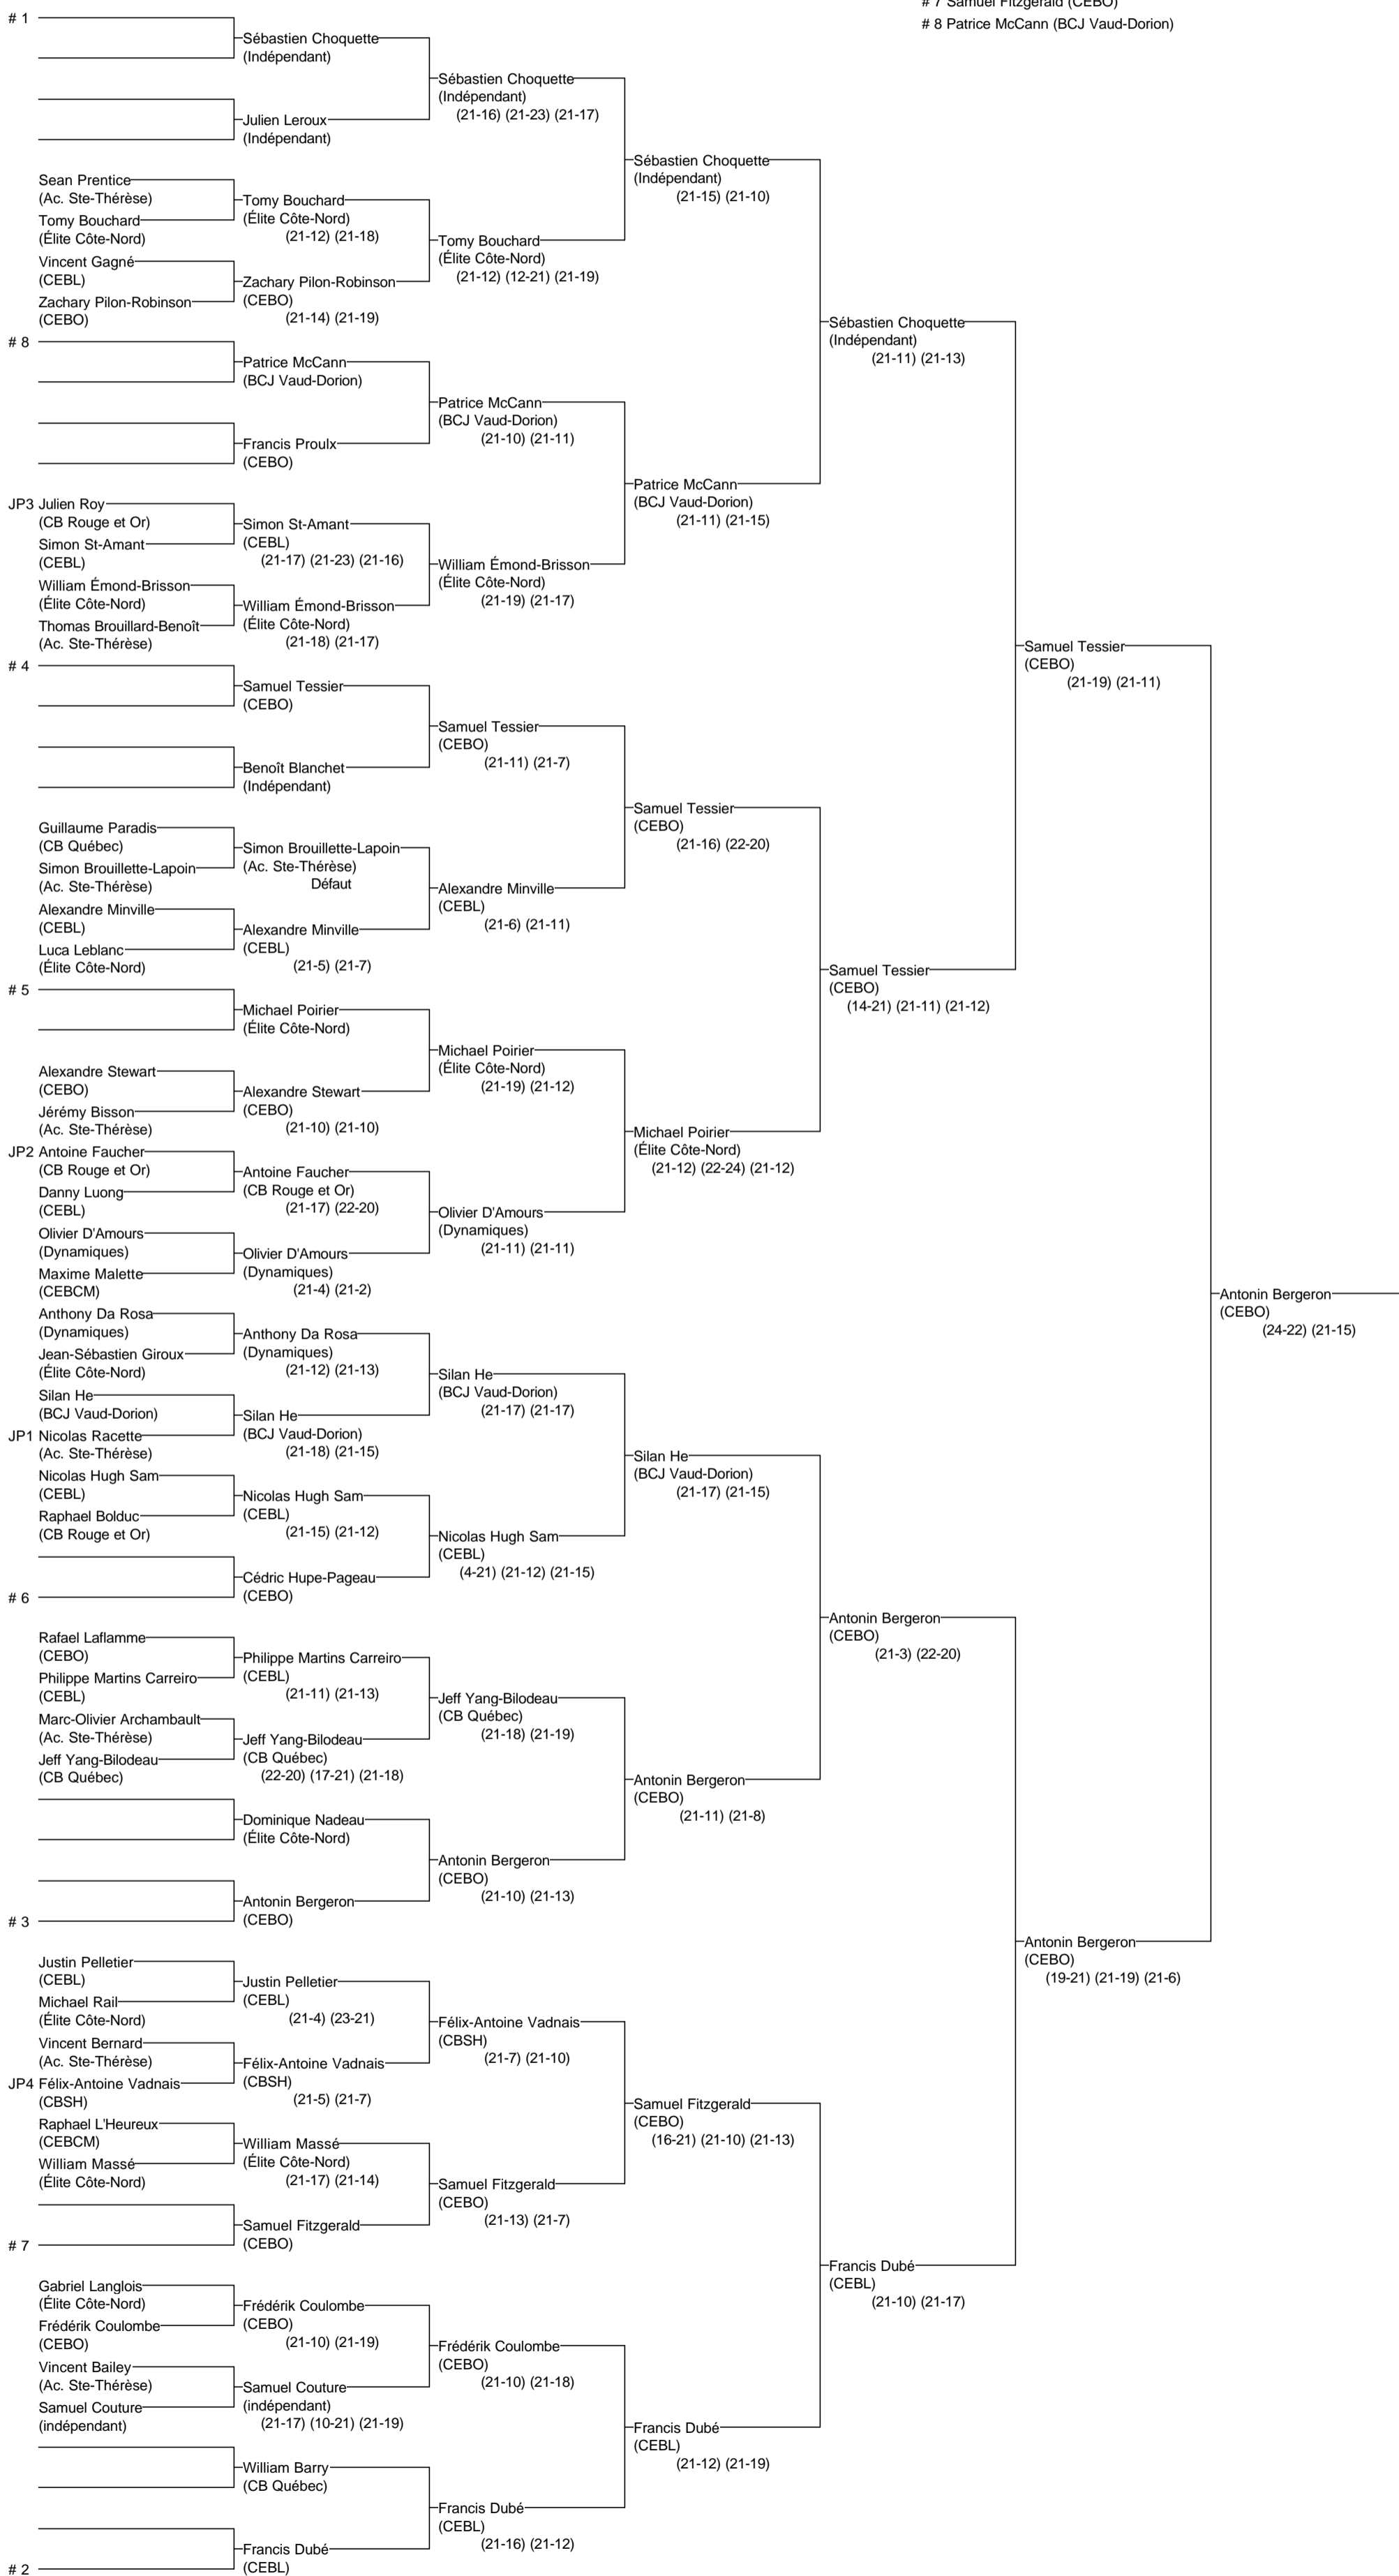 # 7 Samuel Fitzgerald (CEBO)
# 8 Patrice McCann (BCJ Vaud-Dorion)
# 1
Sébastien Choquette
(Indépendant)
Julien Leroux
(Indépendant)
Sean Prentice
(Ac. Ste-Thérèse)
Tomy Bouchard
(Élite Côte-Nord)
Vincent Gagné
(CEBL)
Zachary Pilon-Robinson
(CEBO)
Tomy Bouchard
(Élite Côte-Nord)
(21-12) (21-18)
Zachary Pilon-Robinson
(CEBO)
(21-14) (21-19)
Sébastien Choquette
(Indépendant)
(21-16) (21-23) (21-17)
Tomy Bouchard
(Élite Côte-Nord)
(21-12) (12-21) (21-19)
Sébastien Choquette
(Indépendant)
(21-15) (21-10)
# 8
Patrice McCann
(BCJ Vaud-Dorion)
Francis Proulx
(CEBO)
JP3 Julien Roy
(CB Rouge et Or)
Simon St-Amant
(CEBL)
William Émond-Brisson
(Élite Côte-Nord)
Thomas Brouillard-Benoît
(Ac. Ste-Thérèse)
Simon St-Amant
(CEBL)
(21-17) (21-23) (21-16)
William Émond-Brisson
(Élite Côte-Nord)
(21-18) (21-17)
Patrice McCann
(BCJ Vaud-Dorion)
(21-10) (21-11)
William Émond-Brisson
(Élite Côte-Nord)
(21-19) (21-17)
Patrice McCann
(BCJ Vaud-Dorion)
(21-11) (21-15)
Sébastien Choquette
(Indépendant)
(21-11) (21-13)
# 4
Samuel Tessier
(CEBO)
Benoît Blanchet
(Indépendant)
Guillaume Paradis
(CB Québec)
Simon Brouillette-Lapoin
(Ac. Ste-Thérèse)
Alexandre Minville
(CEBL)
Luca Leblanc
(Élite Côte-Nord)
Simon Brouillette-Lapoin
(Ac. Ste-Thérèse)
Défaut
Alexandre Minville
(CEBL)
(21-5) (21-7)
Samuel Tessier
(CEBO)
(21-11) (21-7)
Alexandre Minville
(CEBL)
(21-6) (21-11)
Samuel Tessier
(CEBO)
(21-16) (22-20)
# 5
Michael Poirier
(Élite Côte-Nord)
Alexandre Stewart
(CEBO)
Jérémy Bisson
(Ac. Ste-Thérèse)
JP2 Antoine Faucher
(CB Rouge et Or)
Danny Luong
(CEBL)
Olivier D'Amours
(Dynamiques)
Maxime Malette
(CEBCM)
Alexandre Stewart
(CEBO)
(21-10) (21-10)
Antoine Faucher
(CB Rouge et Or)
(21-17) (22-20)
Olivier D'Amours
(Dynamiques)
(21-4) (21-2)
Michael Poirier
(Élite Côte-Nord)
(21-19) (21-12)
Olivier D'Amours
(Dynamiques)
(21-11) (21-11)
Michael Poirier
(Élite Côte-Nord)
(21-12) (22-24) (21-12)
Samuel Tessier
(CEBO)
(14-21) (21-11) (21-12)
Samuel Tessier
(CEBO)
(21-19) (21-11)
Anthony Da Rosa
(Dynamiques)
Jean-Sébastien Giroux
(Élite Côte-Nord)
Silan He
(BCJ Vaud-Dorion)
JP1 Nicolas Racette
(Ac. Ste-Thérèse)
Nicolas Hugh Sam
(CEBL)
Raphael Bolduc
(CB Rouge et Or)
# 6
Anthony Da Rosa
(Dynamiques)
(21-12) (21-13)
Silan He
(BCJ Vaud-Dorion)
(21-18) (21-15)
Nicolas Hugh Sam
(CEBL)
(21-15) (21-12)
Cédric Hupe-Pageau
(CEBO)
Silan He
(BCJ Vaud-Dorion)
(21-17) (21-17)
Nicolas Hugh Sam
(CEBL)
(4-21) (21-12) (21-15)
Silan He
(BCJ Vaud-Dorion)
(21-17) (21-15)
Rafael Laflamme
(CEBO)
Philippe Martins Carreiro
(CEBL)
Marc-Olivier Archambault
(Ac. Ste-Thérèse)
Jeff Yang-Bilodeau
(CB Québec)
# 3
Philippe Martins Carreiro
(CEBL)
(21-11) (21-13)
Jeff Yang-Bilodeau
(CB Québec)
(22-20) (17-21) (21-18)
Dominique Nadeau
(Élite Côte-Nord)
Antonin Bergeron
(CEBO)
Jeff Yang-Bilodeau
(CB Québec)
(21-18) (21-19)
Antonin Bergeron
(CEBO)
(21-10) (21-13)
Antonin Bergeron
(CEBO)
(21-11) (21-8)
Antonin Bergeron
(CEBO)
(21-3) (22-20)
Justin Pelletier
(CEBL)
Michael Rail
(Élite Côte-Nord)
Vincent Bernard
(Ac. Ste-Thérèse)
JP4 Félix-Antoine Vadnais
(CBSH)
Raphael L'Heureux
(CEBCM)
William Massé
(Élite Côte-Nord)
# 7
Justin Pelletier
(CEBL)
(21-4) (23-21)
Félix-Antoine Vadnais
(CBSH)
(21-5) (21-7)
William Massé
(Élite Côte-Nord)
(21-17) (21-14)
Samuel Fitzgerald
(CEBO)
Félix-Antoine Vadnais
(CBSH)
(21-7) (21-10)
Samuel Fitzgerald
(CEBO)
(21-13) (21-7)
Samuel Fitzgerald
(CEBO)
(16-21) (21-10) (21-13)
Gabriel Langlois
(Élite Côte-Nord)
Frédérik Coulombe
(CEBO)
Vincent Bailey
(Ac. Ste-Thérèse)
Samuel Couture
(indépendant)
# 2
Frédérik Coulombe
(CEBO)
(21-10) (21-19)
Samuel Couture
(indépendant)
(21-17) (10-21) (21-19)
William Barry
(CB Québec)
Francis Dubé
(CEBL)
Frédérik Coulombe
(CEBO)
(21-10) (21-18)
Francis Dubé
(CEBL)
(21-16) (21-12)
Francis Dubé
(CEBL)
(21-12) (21-19)
Francis Dubé
(CEBL)
(21-10) (21-17)
Antonin Bergeron
(CEBO)
(19-21) (21-19) (21-6)
Antonin Bergeron
(CEBO)
(24-22) (21-15)